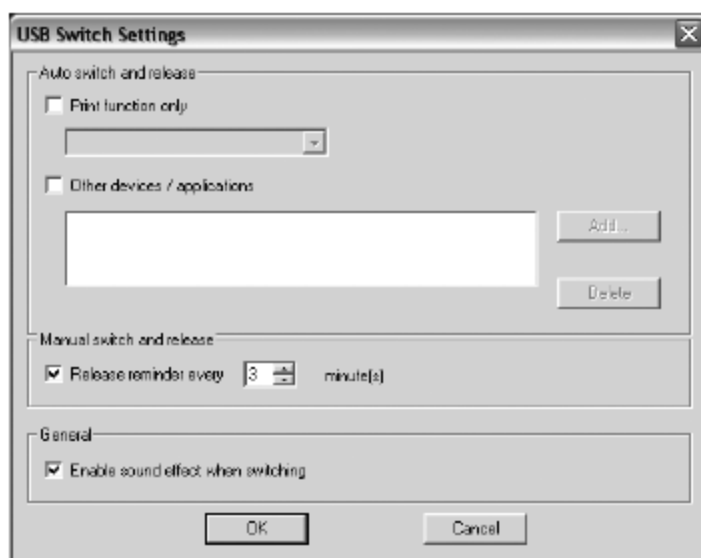 USB Switch Settings
Auto switch and release
Print function only
Other devices / applications
Add...
Delete
Manual switch and release
Release reminder every 3 minute(s)
General
Enable sound effect when switching
OK Cancel